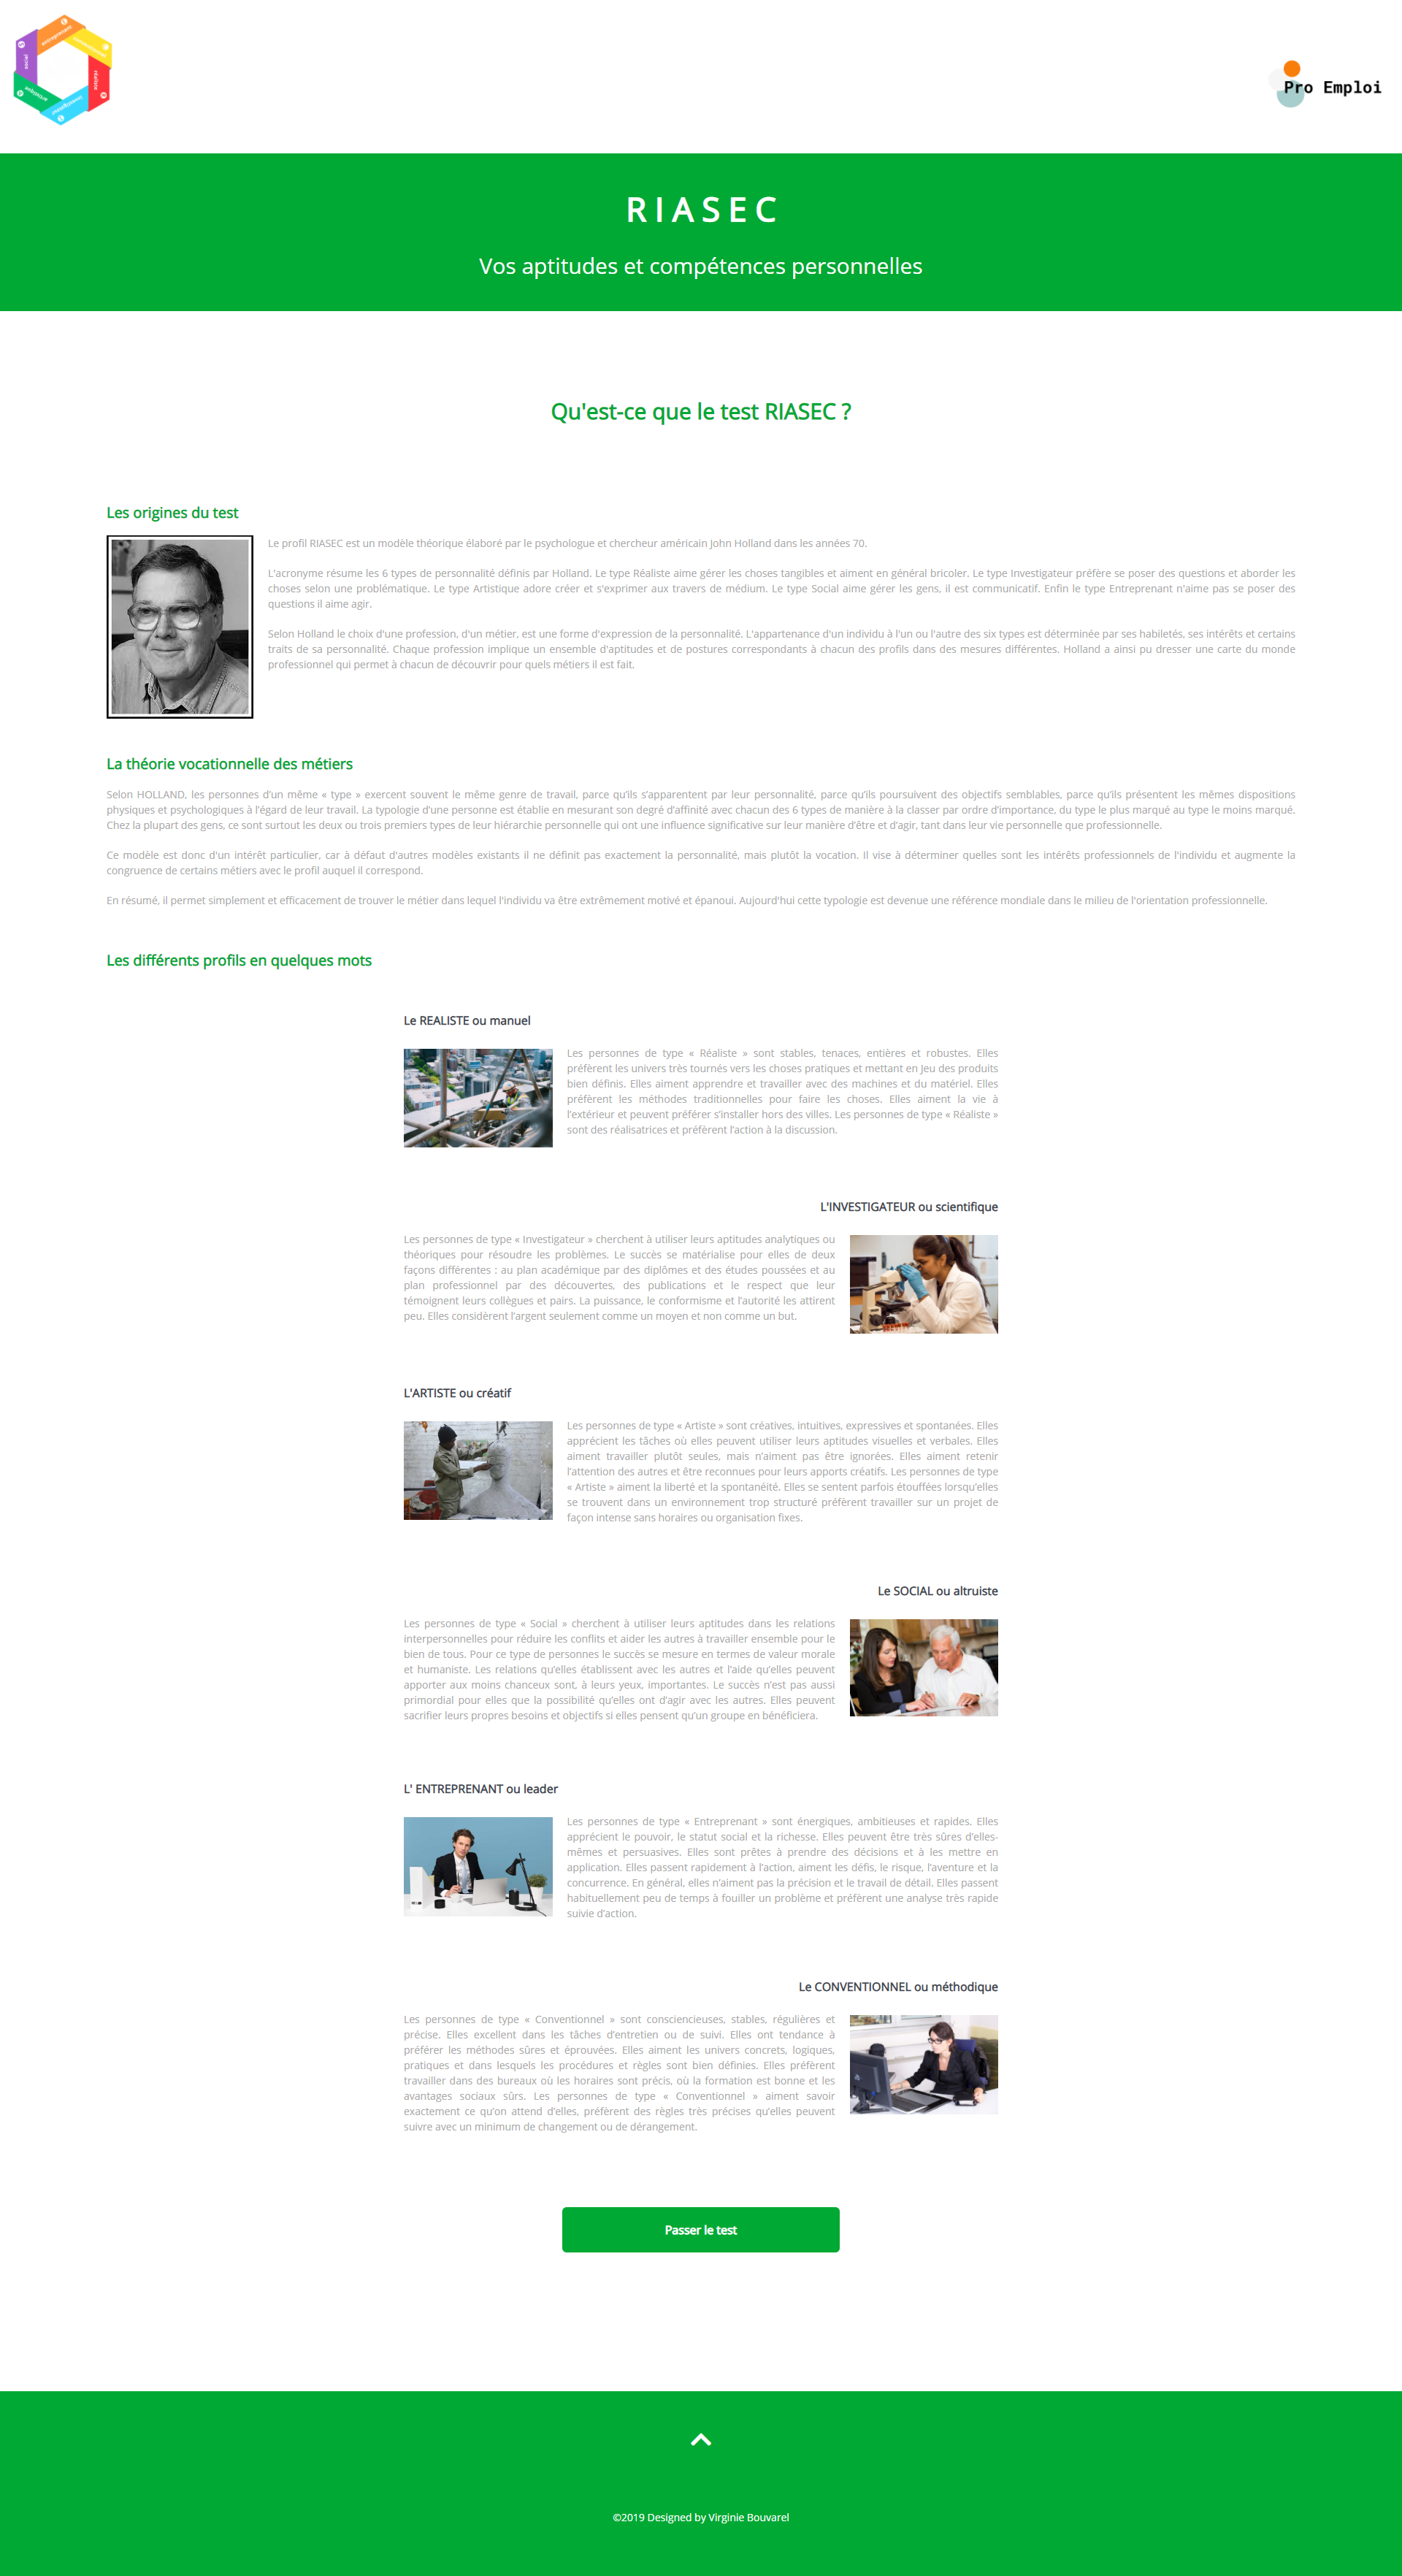 entreprenant
social
réaliste
artistique
Pro Emploi
RIASEC
Vos aptitudes et compétences personnelles
Qu'est-ce que le test RIASEC ?
Les origines du test
Le profil RIASEC est un modèle théorique élaboré par le psychologue et chercheur américain John Holland dans les années 70.
L'acronyme résume les 6 types de personnalité définis par Holland. Le type Réaliste aime gérer les choses tangibles et aiment en général bricoler. Le type Investigateur préfère se poser des questions et aborder les
choses selon une problématique. Le type Artistique adore créer et s'exprimer aux travers de médium. Le type Social aime gérer les gens, il est communicatif. Enfin le type Entreprenant n'aime pas se poser des
questions il aime agir.
Selon Holland le choix d'une profession, d'un métier, est une forme d'expression de la personnalité. L'appartenance d'un individu à l'un ou l'autre des six types est déterminée par ses habiletés, ses intérêts et certains
traits de sa personnalité. Chaque profession implique un ensemble d'aptitudes et de postures correspondants à chacun des profils dans des mesures différentes. Holland a ainsi pu dresser une carte du monde
professionnel qui permet à chacun de découvrir pour quels métiers il est fait.
La théorie vocationnelle des métiers
Selon HOLLAND, les personnes d’un même « type » exercent souvent le même genre de travail, parce qu’ils s’apparentent par leur personnalité, parce qu’ils poursuivent des objectifs semblables, parce qu’ils présentent les mêmes dispositions
physiques et psychologiques à l’égard de leur travail. La typologie d’une personne est établie en mesurant son degré d’affinité avec chacun des 6 types de manière à la classer par ordre d’importance, du type le plus marqué au type le moins marqué.
Chez la plupart des gens, ce sont surtout les deux ou trois premiers types de leur hiérarchie personnelle qui ont une influence significative sur leur manière d’être et d’agir, tant dans leur vie personnelle que professionnelle.
Ce modèle est donc d'un intérêt particulier, car à défaut d'autres modèles existants il ne définit pas exactement la personnalité, mais plutôt la vocation. Il vise à déterminer quelles sont les intérêts professionnels de l'individu et augmente la
congruence de certains métiers avec le profil auquel il correspond.
En résumé, il permet simplement et efficacement de trouver le métier dans lequel l'individu va être extrêmement motivé et épanoui. Aujourd'hui cette typologie est devenue une référence mondiale dans le milieu de l'orientation professionnelle.
Les différents profils en quelques mots
Le REALISTE ou manuel
Les personnes de type « Réaliste » sont stables, tenaces, entières et robustes. Elles
préfèrent les univers très tournés vers les choses pratiques et mettant en Jeu des produits
bien définis. Elles aiment apprendre et travailler avec des machines et du matériel. Elles
préfèrent les méthodes traditionnelles pour faire les choses. Elles aiment la vie à
l’extérieur et peuvent préférer s’installer hors des villes. Les personnes de type « Réaliste »
sont des réalisatrices et préfèrent l’action à la discussion.
L'INVESTIGATEUR ou scientifique
Les personnes de type « Investigateur » cherchent à utiliser leurs aptitudes analytiques ou
théoriques pour résoudre les problèmes. Le succès se matérialise pour elles de deux
façons différentes : au plan académique par des diplômes et des études poussées et au
plan professionnel par des découvertes, des publications et le respect que leur
témoignent leurs collègues et pairs. La puissance, le conformisme et l’autorité les attirent
peu. Elles considèrent l’argent seulement comme un moyen et non comme un but.
L'ARTISTE ou créatif
Les personnes de type « Artiste » sont créatives, intuitives, expressives et spontanées. Elles
apprécient les tâches où elles peuvent utiliser leurs aptitudes visuelles et verbales. Elles
aiment travailler plutôt seules, mais n’aiment pas être ignorées. Elles aiment retenir
l’attention des autres et être reconnues pour leurs apports créatifs. Les personnes de type
« Artiste » aiment la liberté et la spontanéité. Elles se sentent parfois étouffées lorsqu’elles
se trouvent dans un environnement trop structuré préfèrent travailler sur un projet de
façon intense sans horaires ou organisation fixes.
Le SOCIAL ou altruiste
Les personnes de type « Social » cherchent à utiliser leurs aptitudes dans les relations
interpersonnelles pour réduire les conflits et aider les autres à travailler ensemble pour le
bien de tous. Pour ce type de personnes le succès se mesure en termes de valeur morale
et humaniste. Les relations qu’elles établissent avec les autres et l’aide qu’elles peuvent
apporter aux moins chanceux sont, à leurs yeux, importantes. Le succès n’est pas aussi
primordial pour elles que la possibilité qu’elles ont d’agir avec les autres. Elles peuvent
sacrifier leurs propres besoins et objectifs si elles pensent qu’un groupe en bénéficiera.
L' ENTREPRENANT ou leader
Les personnes de type « Entreprenant » sont énergiques, ambitieuses et rapides. Elles
apprécient le pouvoir, le statut social et la richesse. Elles peuvent être très sûres d’elles-
mêmes et persuasives. Elles sont prêtes à prendre des décisions et à les mettre en
application. Elles passent rapidement à l’action, aiment les défis, le risque, l’aventure et la
concurrence. En général, elles n’aiment pas la précision et le travail de détail. Elles passent
habituellement peu de temps à fouiller un problème et préfèrent une analyse très rapide
suivie d’action.
Le CONVENTIONNEL ou méthodique
Les personnes de type « Conventionnel » sont consciencieuses, stables, régulières et
précise. Elles excellent dans les tâches d’entretien ou de suivi. Elles ont tendance à
préférer les méthodes sûres et éprouvées. Elles aiment les univers concrets, logiques,
pratiques et dans lesquels les procédures et règles sont bien définies. Elles préfèrent
travailler dans des bureaux où les horaires sont précis, où la formation est bonne et les
avantages sociaux sûrs. Les personnes de type « Conventionnel » aiment savoir
exactement ce qu’on attend d’elles, préfèrent des règles très précises qu’elles peuvent
suivre avec un minimum de changement ou de dérangement.
Passer le test
©2019 Designed by Virginie Bouvarel